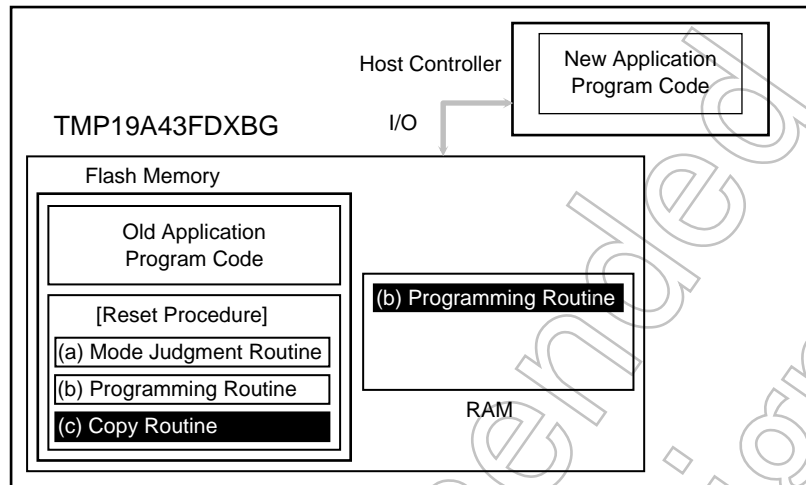 Host Controller
New Application
Program Code
TMP19A43FDXBG
I/O
Flash Memory
Old Application
Program Code
[Reset Procedure]
(a) Mode Judgment Routine
(b) Programming Routine
(c) Copy Routine
(b) Programming Routine
RAM